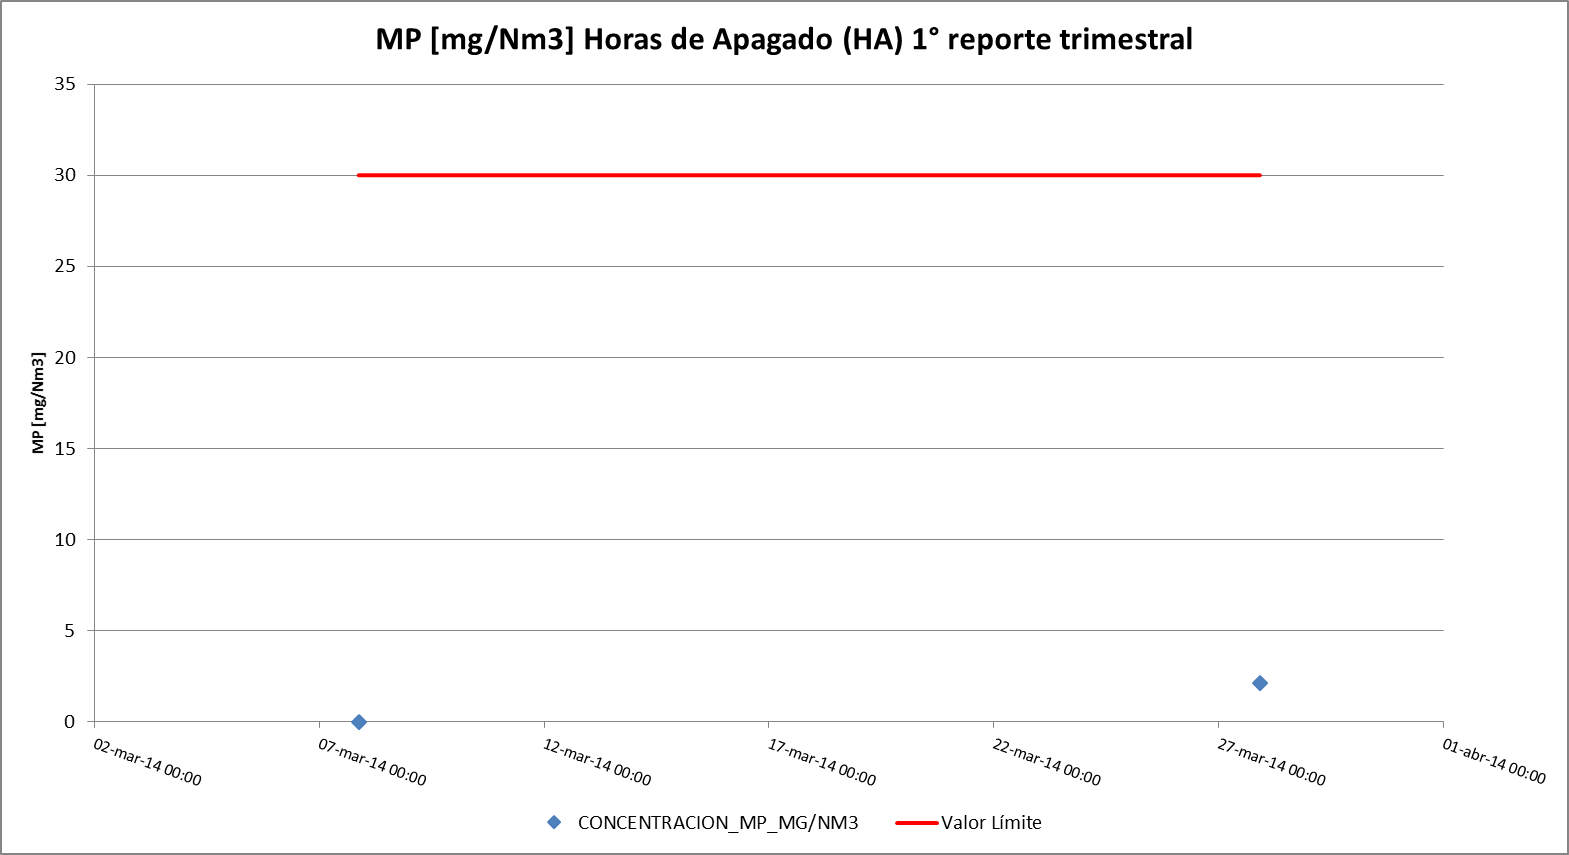 MP [mg/Nm3] Horas de Apagado (HA) 1° reporte trimestral
35
30
25
20
15
10
5
0
MP [mg/Nm3]
02-mar-14 00:00
07-mar-14 00:00
12-mar-14 00:00
17-mar-14 00:00
22-mar-14 00:00
27-mar-14 00:00
01-abr-14 00:00
CONCENTRACION_MP_MG/NM3
Valor Límite